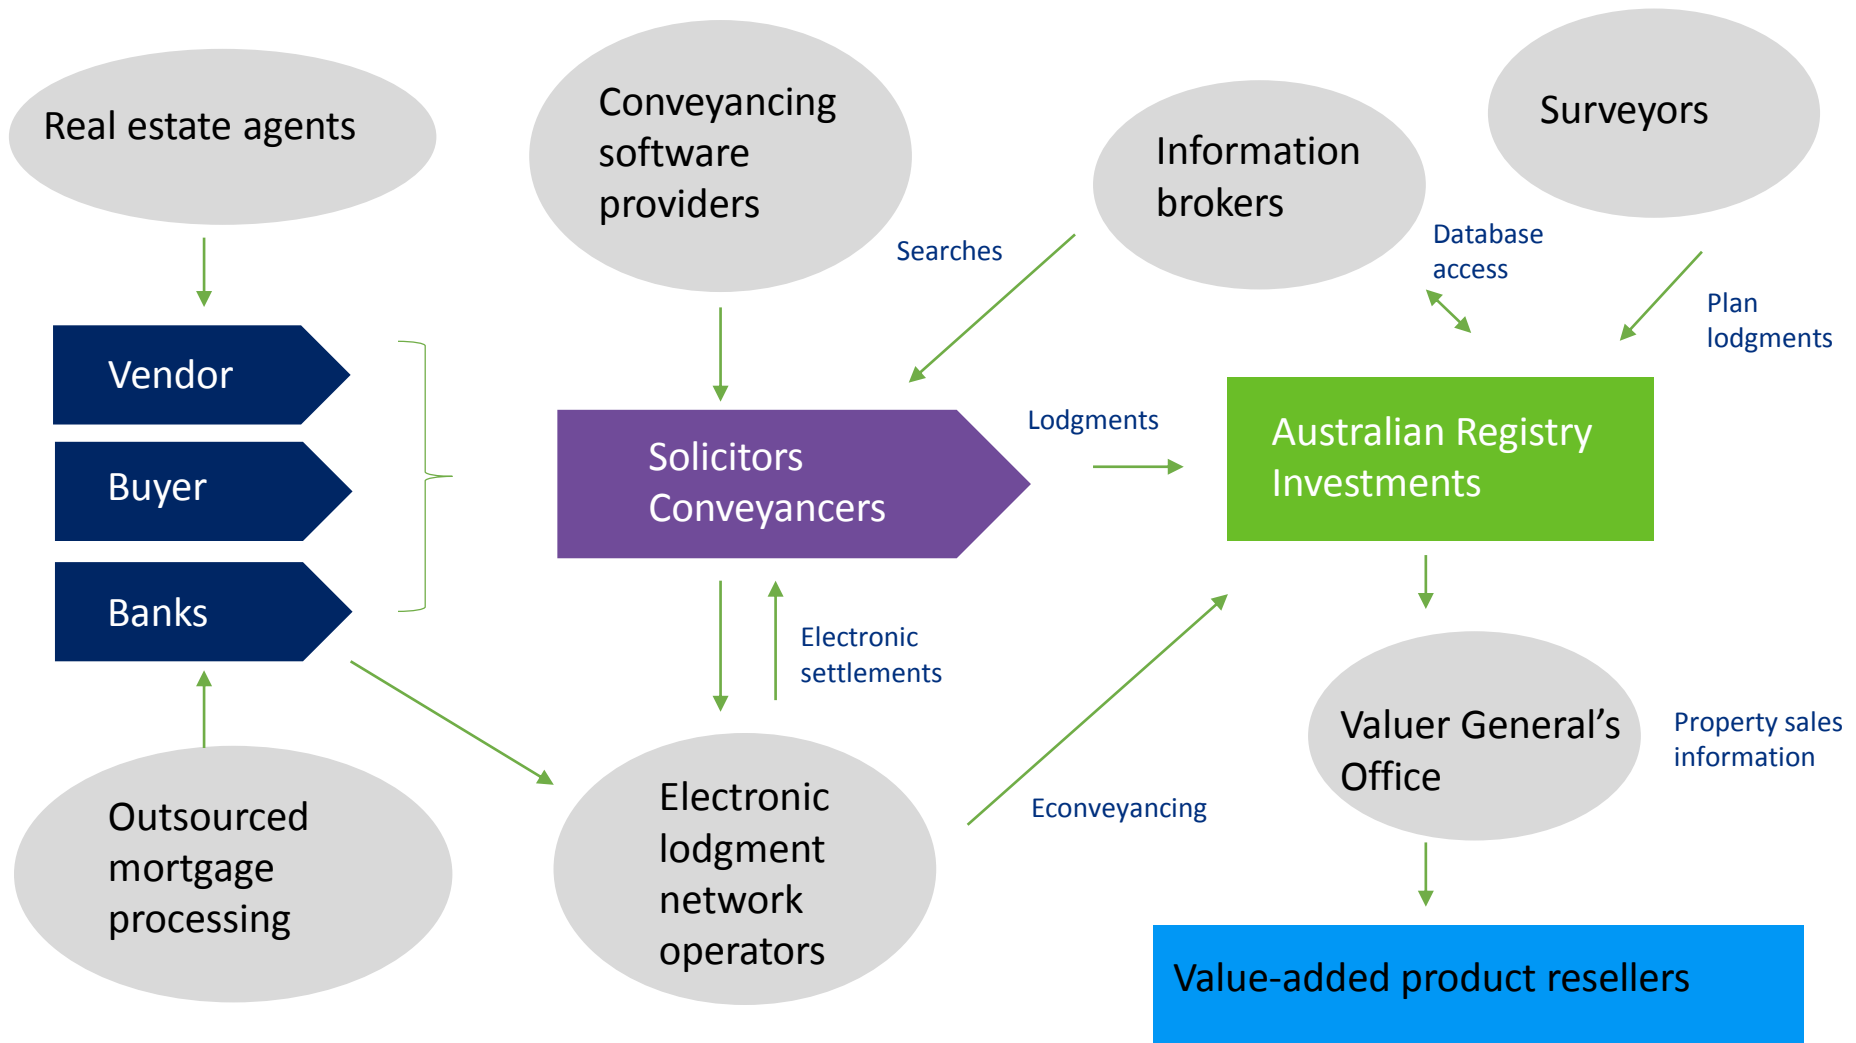 Real estate agents
Conveyancing
software
providers
Information
brokers
Surveyors
Searches
Database
access
Plan
lodgments
Vendor
Buyer
Banks
Solicitors
Conveyancers
Lodgments
Australian Registry
Investments
Electronic
settlements
Valuer General’s
Office
Property sales
information
Outsourced
mortgage
processing
Electronic
lodgment
network
operators
Econveyancing
Value-added product resellers